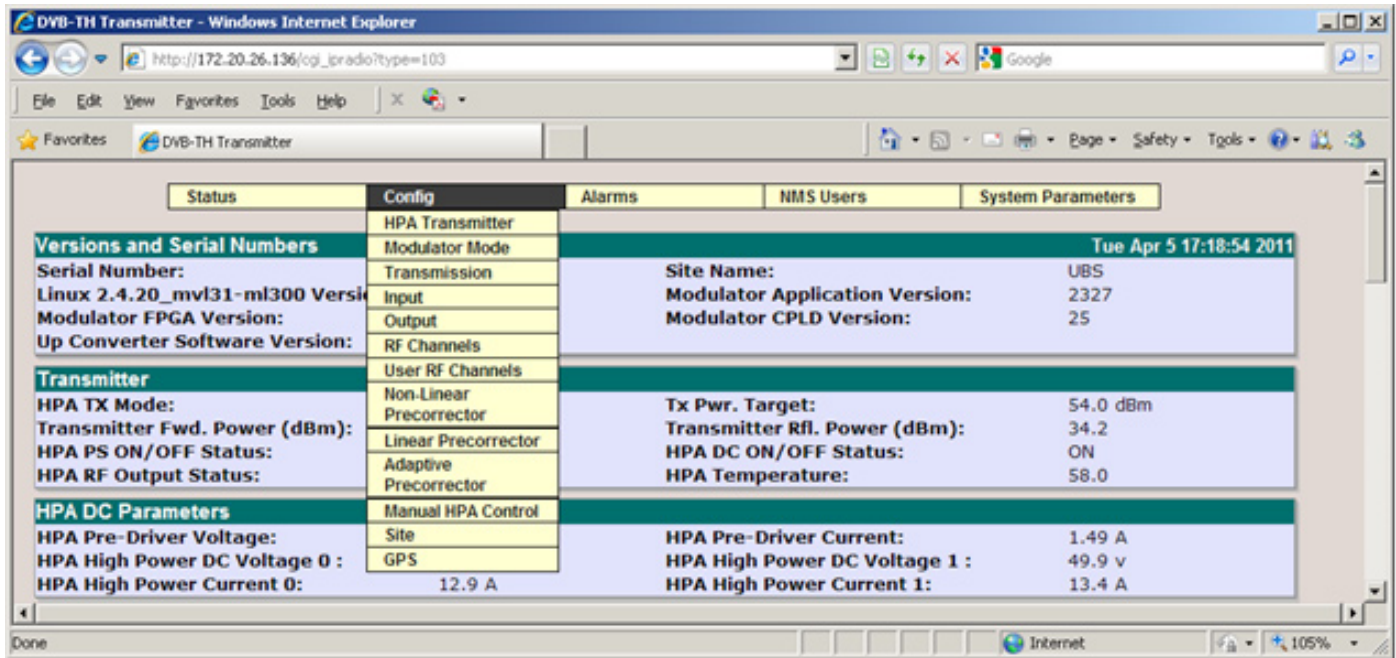 DVB-TH Transmitter - Windows Internet Explorer
http://172.20.26.136/cgi_ipradio?type=103
Google
File Edit View Favorites Tools Help
Favorites DVB-TH Transmitter Page Safety Tools
Status Config Alarms NMS Users System Parameters
HPA Transmitter
Modulator Mode
Transmission
Input
Output
RF Channels
User RF Channels
Non-Linear
Precorrector
Linear Precorrector
Adaptive
Precorrector
Manual HPA Control
Site
GPS
Versions and Serial Numbers Tue Apr 5 17:18:54 2011
Serial Number: Site Name: UBS
Linux 2.4.20_mvl31-ml300 Versi Modulator Application Version: 2327
Modulator FPGA Version: Modulator CPLD Version: 25
Up Converter Software Version:
Transmitter
HPA TX Mode: Tx Pwr. Target: 54.0 dBm
Transmitter Fwd. Power (dBm): Transmitter Rfl. Power (dBm): 34.2
HPA PS ON/OFF Status: HPA DC ON/OFF Status: ON
HPA RF Output Status: HPA Temperature: 58.0
HPA DC Parameters
HPA Pre-Driver Voltage: HPA Pre-Driver Current: 1.49 A
HPA High Power DC Voltage 0 : HPA High Power DC Voltage 1 : 49.9 v
HPA High Power Current 0: 12.9 A HPA High Power Current 1: 13.4 A
Done Internet 105%